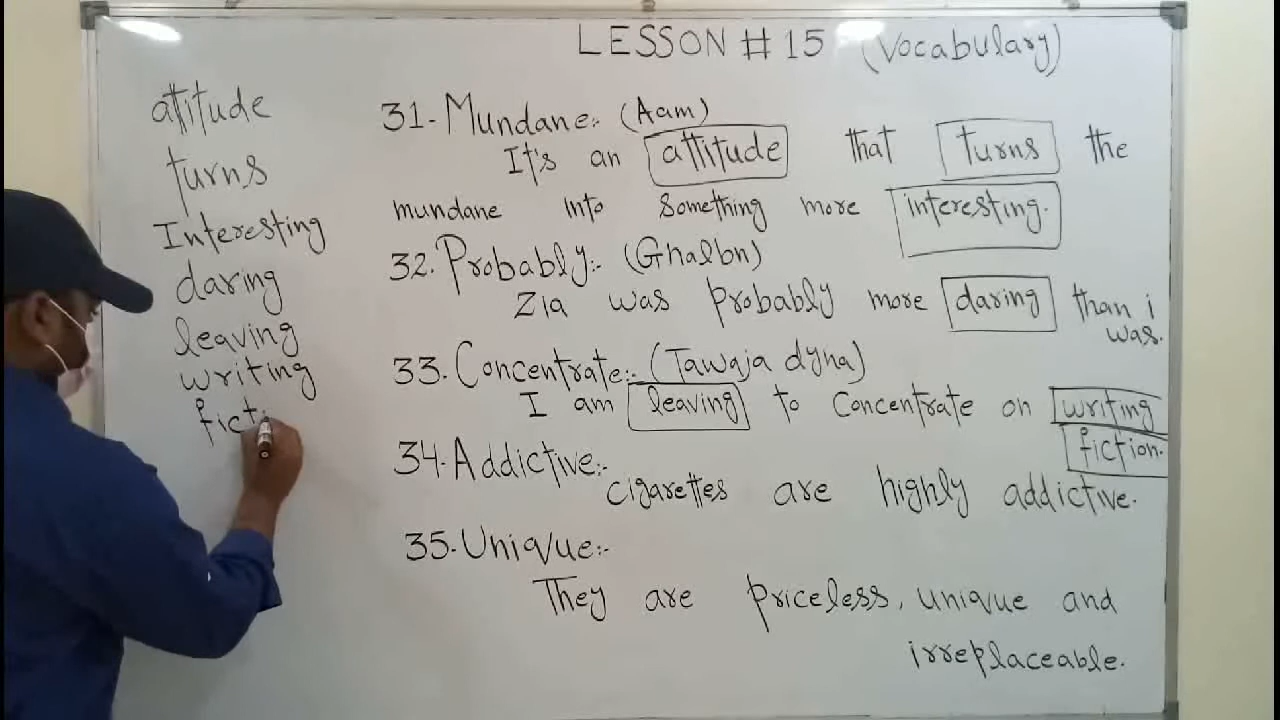 LESSON # 15 (Vocabulary)
attitude
turns
Interesting
daring
leaving
writing
ficti
31. Mundane:- (Aam)
It's an attitude that turns the
mundane into something more interesting.
32. Probably:- (Ghalbn)
Zia was probably more daring than i
was.
33. Concentrate:- (Tawaja dyna)
I am leaving to concentrate on writing
fiction.
34. Addictive:-
cigarettes are highly addictive.
35. Unique:-
They are priceless, unique and
irreplaceable.